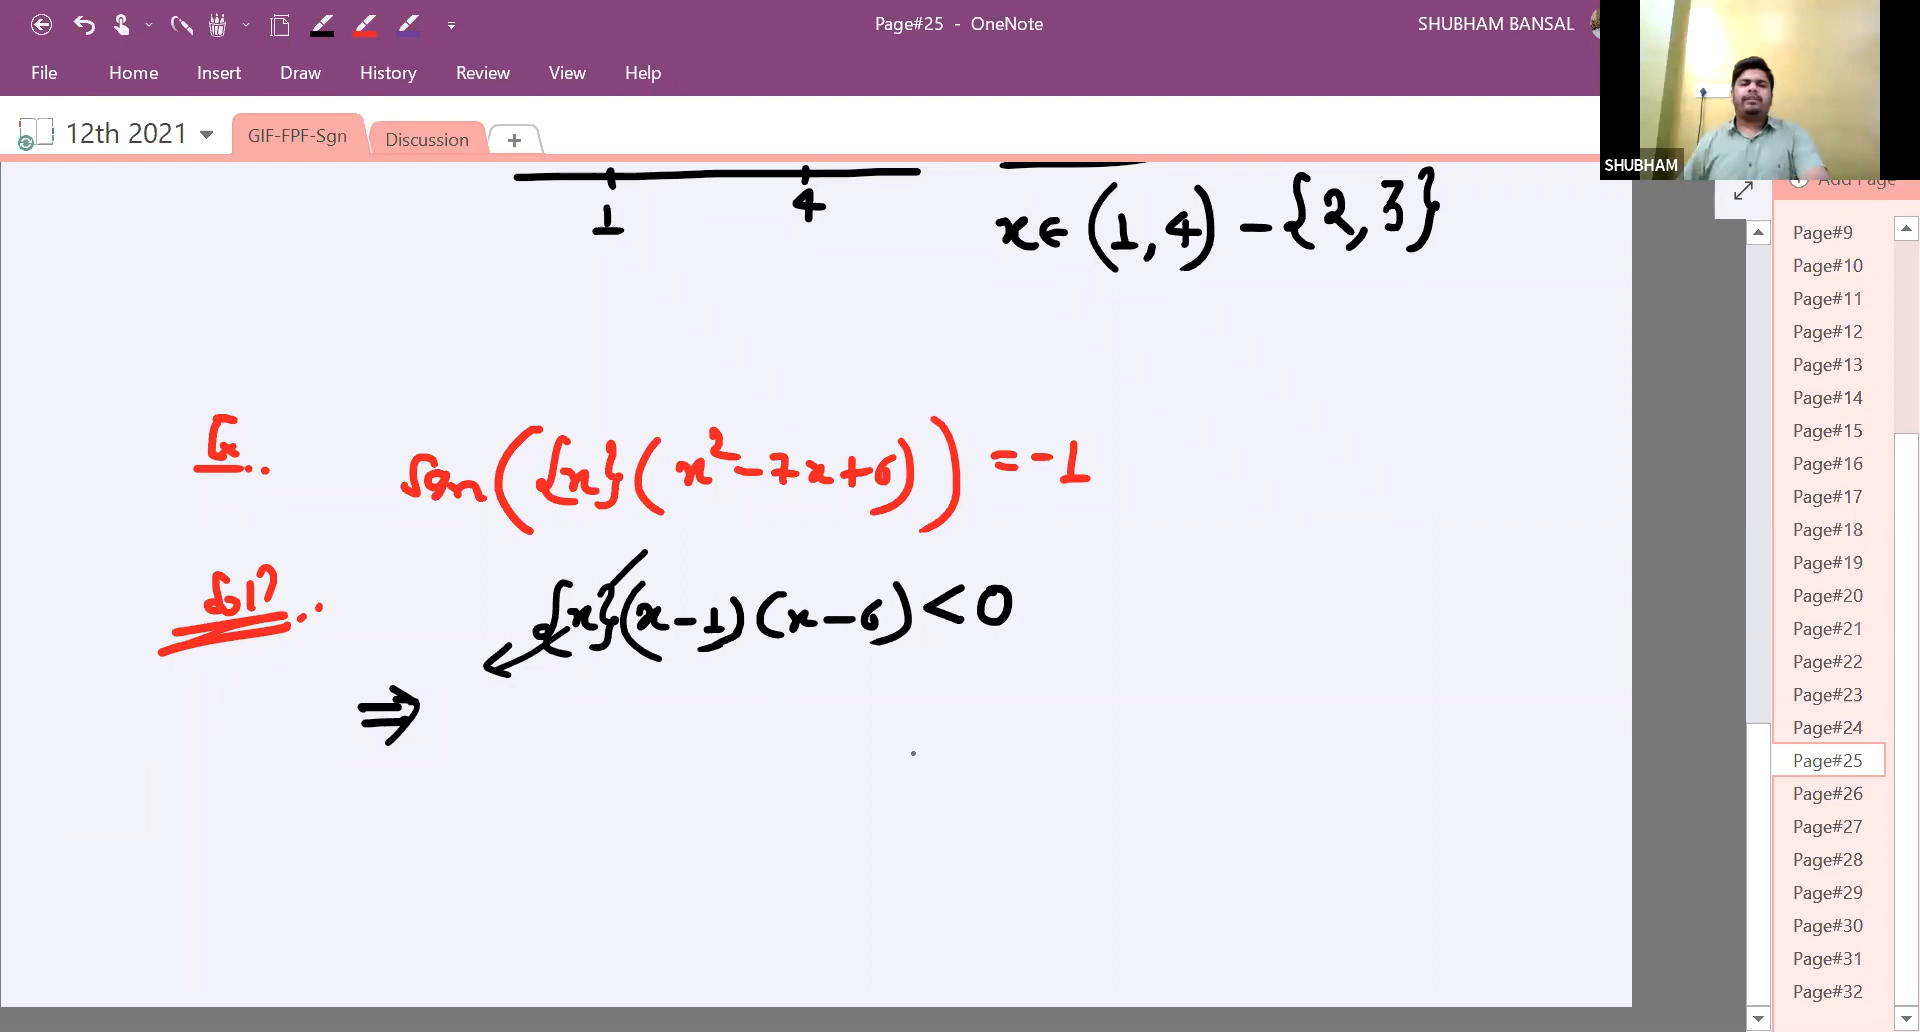 Page#25 - OneNote
SHUBHAM BANSAL
File Home Insert Draw History Review View Help
SHUBHAM
12th 2021
GIF-FPF-Sgn
Discussion
+
Add Page
1 4
x∈ (1,4) - {2,3}
Ex..
Sgn({x}(x²-7x+6)) = -1
Solⁿ..
{x}(x-1)(x-6)<0
⇒
Page#9
Page#10
Page#11
Page#12
Page#13
Page#14
Page#15
Page#16
Page#17
Page#18
Page#19
Page#20
Page#21
Page#22
Page#23
Page#24
Page#25
Page#26
Page#27
Page#28
Page#29
Page#30
Page#31
Page#32